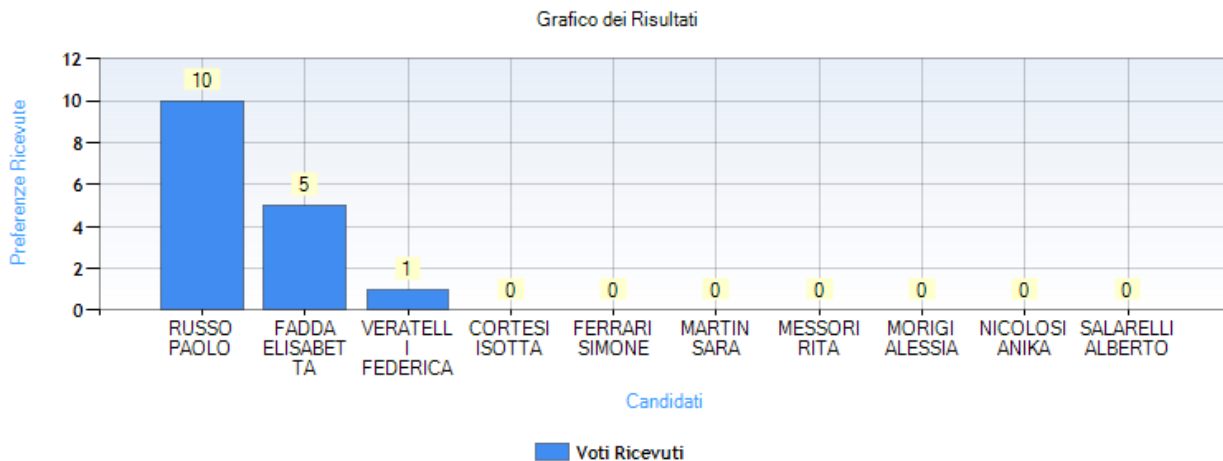 Grafico dei Risultati
Preferenze Ricevute
12
10
8
6
4
2
0
10
5
1
0
0
0
0
0
0
0
RUSSO
PAOLO
FADDA
ELISABET
TA
VERATELL
I
FEDERICA
CORTESI
ISOTTA
FERRARI
SIMONE
MARTIN
SARA
MESSORI
RITA
MORIGI
ALESSIA
NICOLOSI
ANIKA
SALARELLI
ALBERTO
Candidati
Voti Ricevuti